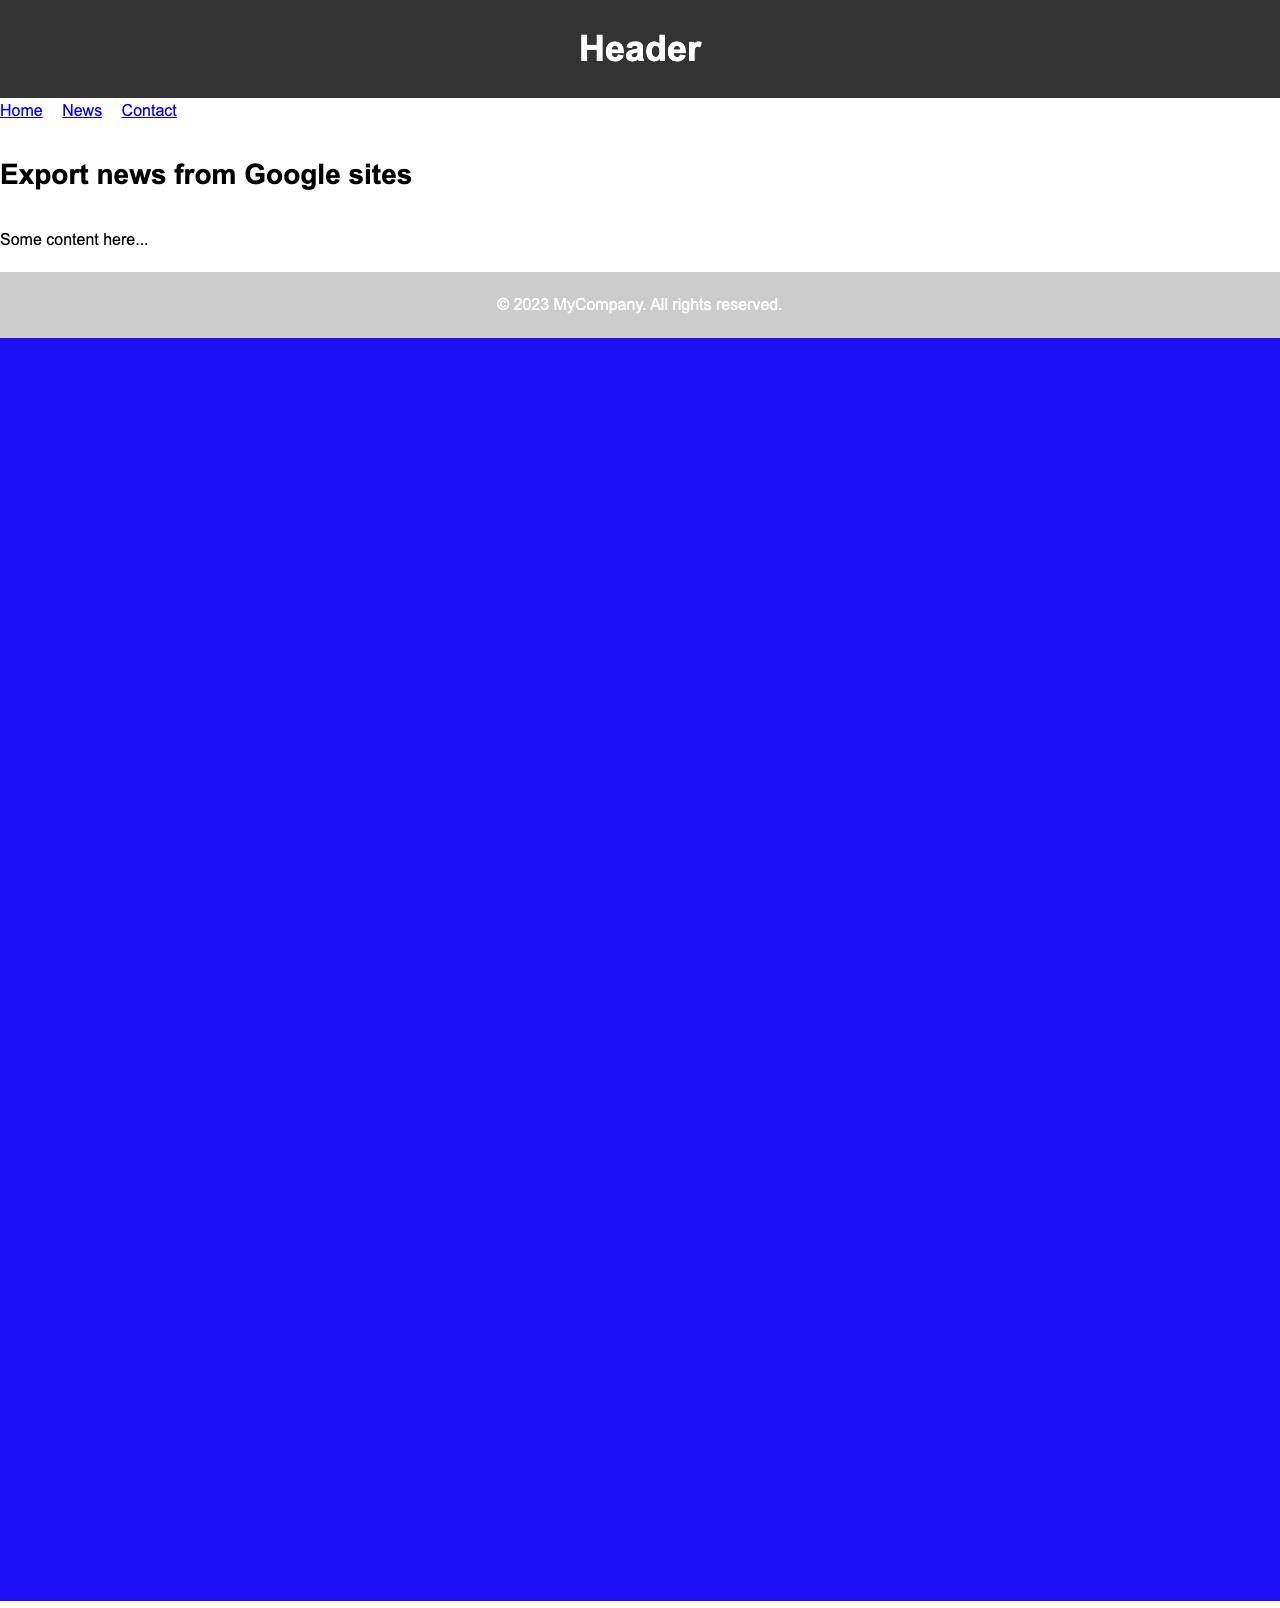 Header
Home News Contact
Export news from Google sites
Some content here...
© 2023 MyCompany. All rights reserved.